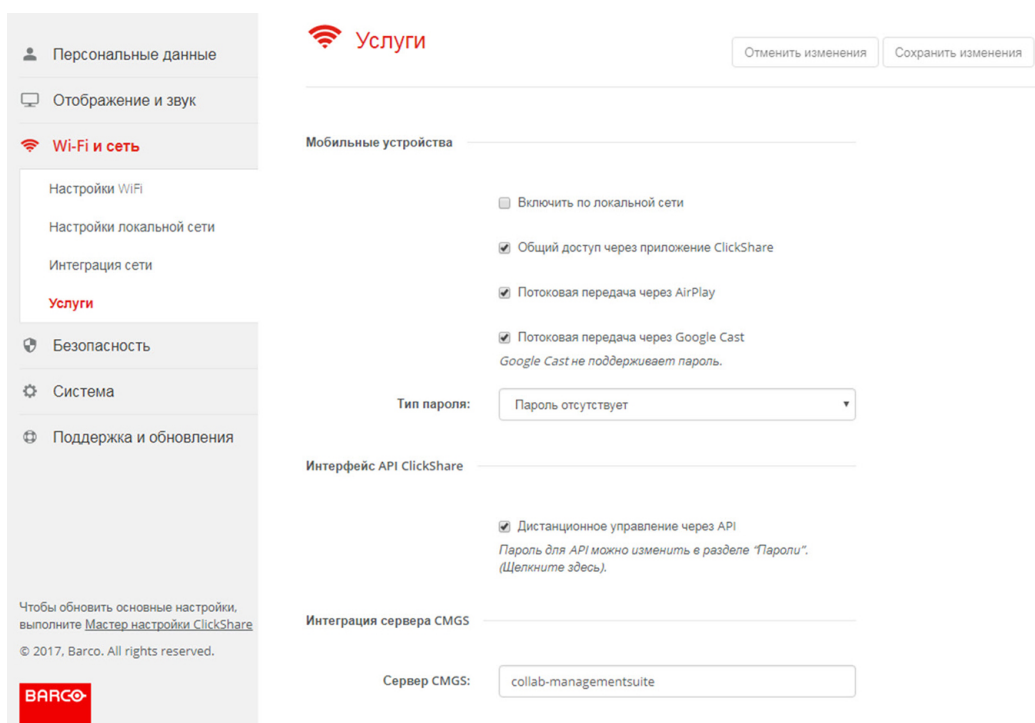 Персональные данные
Отображение и звук
Wi-Fi и сеть
Настройки WiFi
Настройки локальной сети
Интеграция сети
Услуги
Безопасность
Система
Поддержка и обновления
Чтобы обновить основные настройки,
выполните Мастер настройки ClickShare
© 2017, Barco. All rights reserved.
BARCO
Услуги
Отменить изменения
Сохранить изменения
Мобильные устройства
Включить по локальной сети
Общий доступ через приложение ClickShare
Потоковая передача через AirPlay
Потоковая передача через Google Cast
Google Cast не поддерживает пароль.
Тип пароля: Пароль отсутствует
Интерфейс API ClickShare
Дистанционное управление через API
Пароль для API можно изменить в разделе “Пароли”.
(Щелкните здесь).
Интеграция сервера CMGS
Сервер CMGS: collab-managementsuite